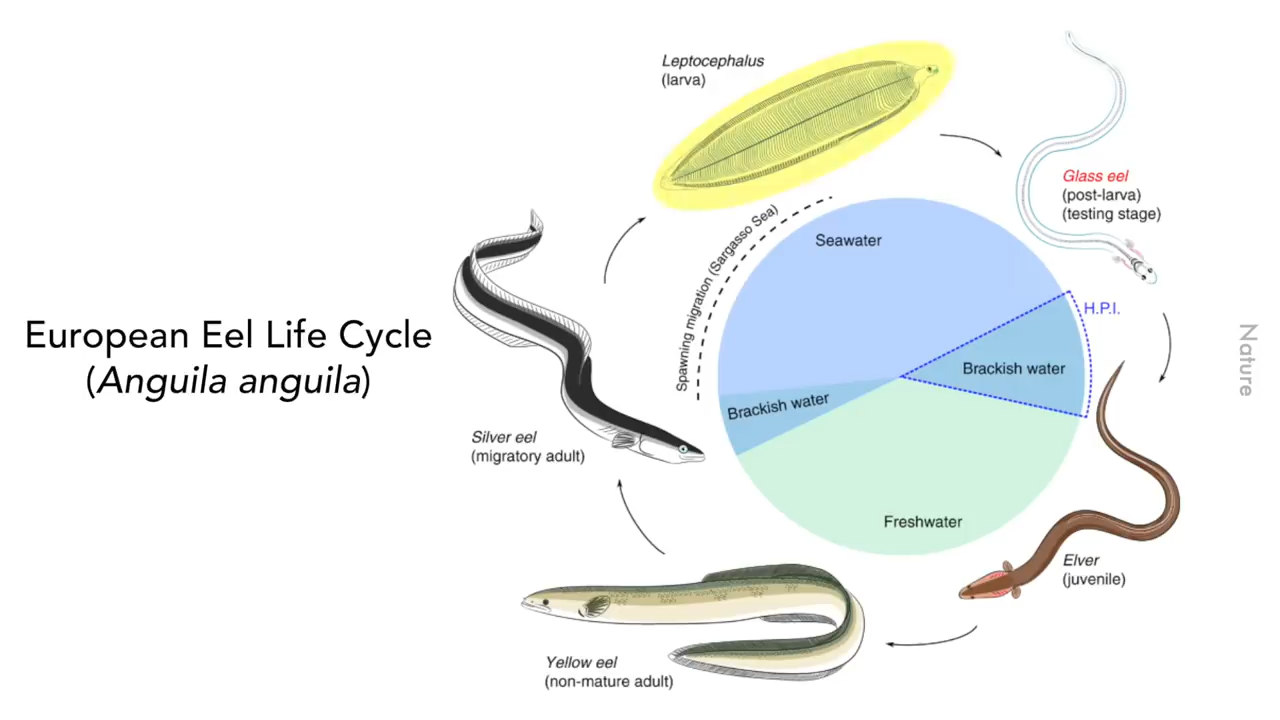 European Eel Life Cycle
(Anguila anguila)
Leptocephalus
(larva)
Glass eel
(post-larva)
(testing stage)
Spawning migration (Sargasso Sea)
Seawater
H.P.I.
Brackish water
Brackish water
Nature
Silver eel
(migratory adult)
Freshwater
Elver
(juvenile)
Yellow eel
(non-mature adult)